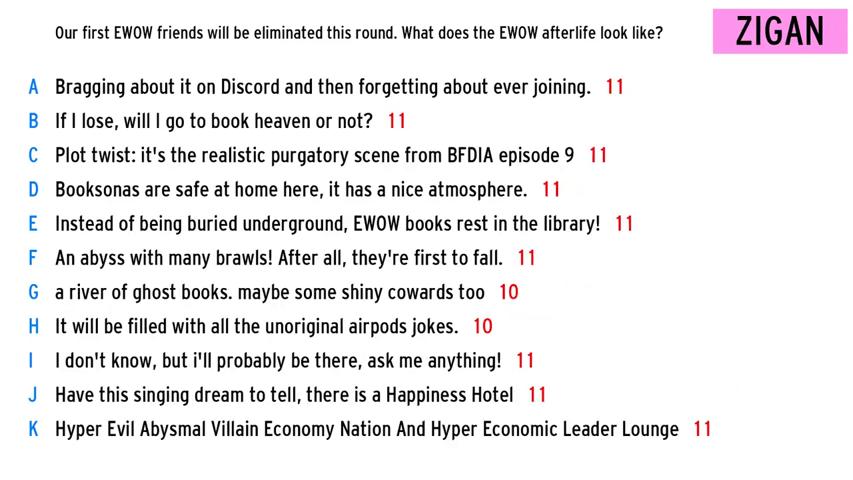 Our first EWOW friends will be eliminated this round. What does the EWOW afterlife look like?
ZIGAN
A Bragging about it on Discord and then forgetting about ever joining. 11
B If I lose, will I go to book heaven or not? 11
C Plot twist: it's the realistic purgatory scene from BFDIA episode 9 11
D Booksonas are safe at home here, it has a nice atmosphere. 11
E Instead of being buried underground, EWOW books rest in the library! 11
F An abyss with many brawls! After all, they're first to fall. 11
G a river of ghost books. maybe some shiny cowards too 10
H It will be filled with all the unoriginal airpods jokes. 10
I I don't know, but i'll probably be there, ask me anything! 11
J Have this singing dream to tell, there is a Happiness Hotel 11
K Hyper Evil Abysmal Villain Economy Nation And Hyper Economic Leader Lounge 11